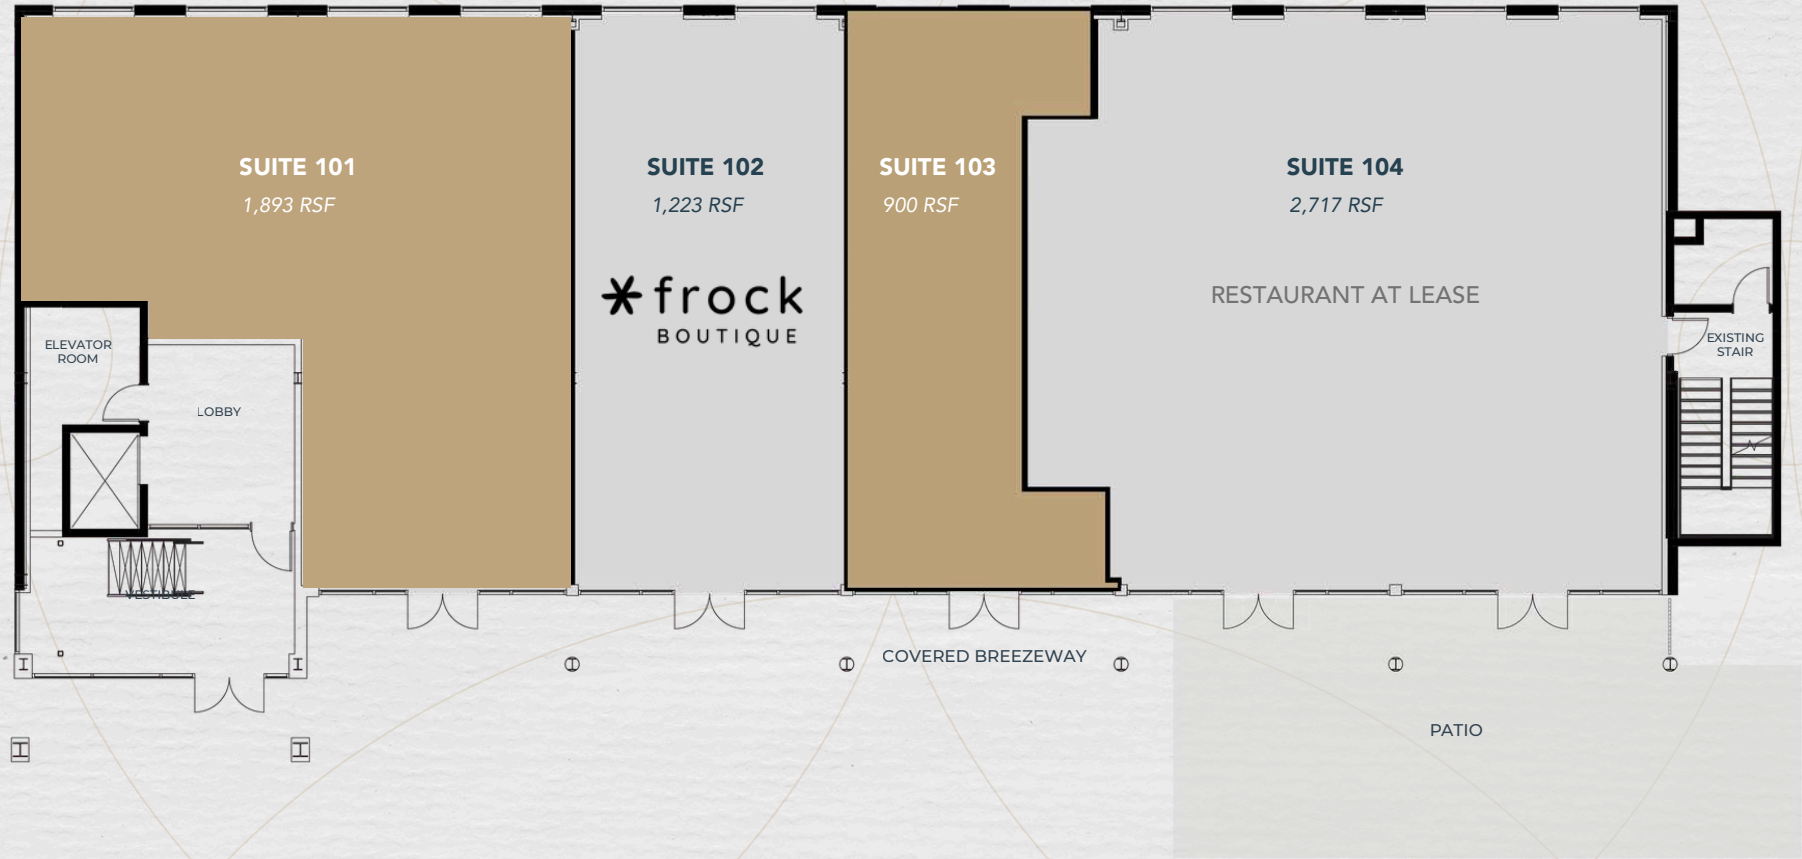 SUITE 101
1,893 RSF
SUITE 102
1,223 RSF
SUITE 103
900 RSF
SUITE 104
2,717 RSF
frock
BOUTIQUE
RESTAURANT AT LEASE
ELEVATOR
ROOM
LOBBY
EXISTING
STAIR
VESTIBULE
COVERED BREEZEWAY
PATIO